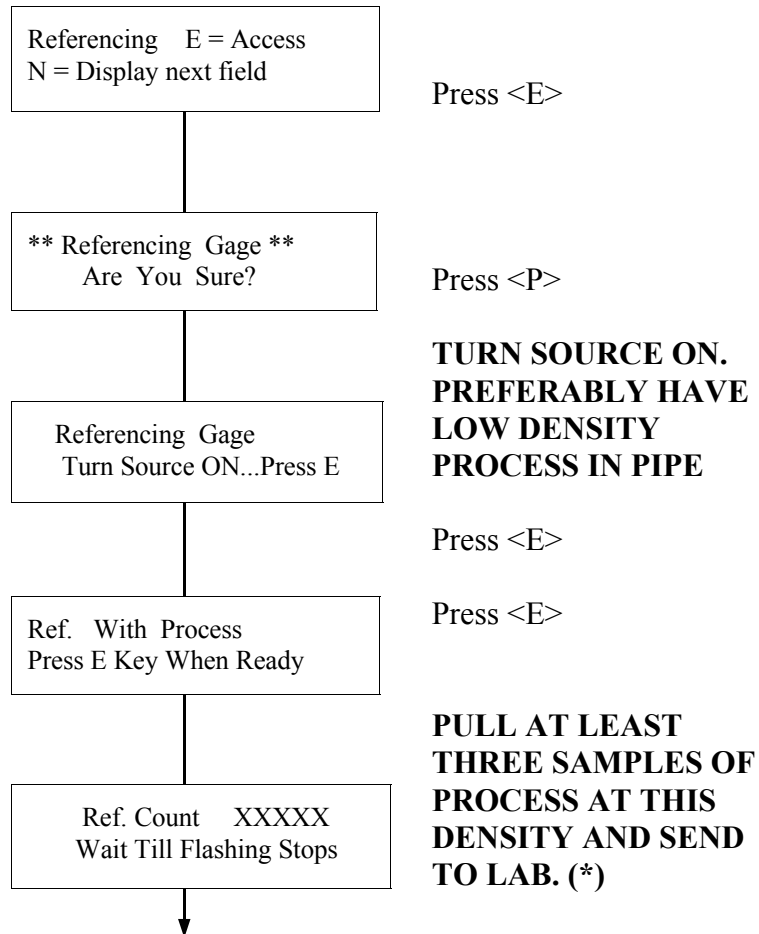 Referencing E = Access
N = Display next field
Press <E>
** Referencing Gage **
Are You Sure?
Press <P>
TURN SOURCE ON.
PREFERABLY HAVE
LOW DENSITY
PROCESS IN PIPE
Referencing Gage
Turn Source ON...Press E
Press <E>
Ref. With Process
Press E Key When Ready
Press <E>
Ref. Count XXXXX
Wait Till Flashing Stops
PULL AT LEAST
THREE SAMPLES OF
PROCESS AT THIS
DENSITY AND SEND
TO LAB. (*)